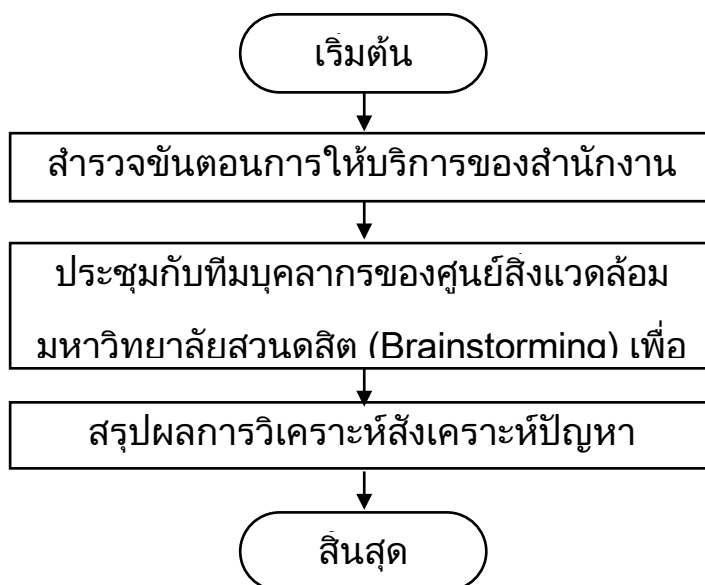 เริ่มต้น
สำรวจขั้นตอนการให้บริการของสำนักงาน
ประชุมกับทีมบุคลากรของศูนย์สิ่งแวดล้อม
มหาวิทยาลัยสวนดุสิต (Brainstorming) เพื่อ
สรุปผลการวิเคราะห์สังเคราะห์ปัญหา
สิ้นสุด